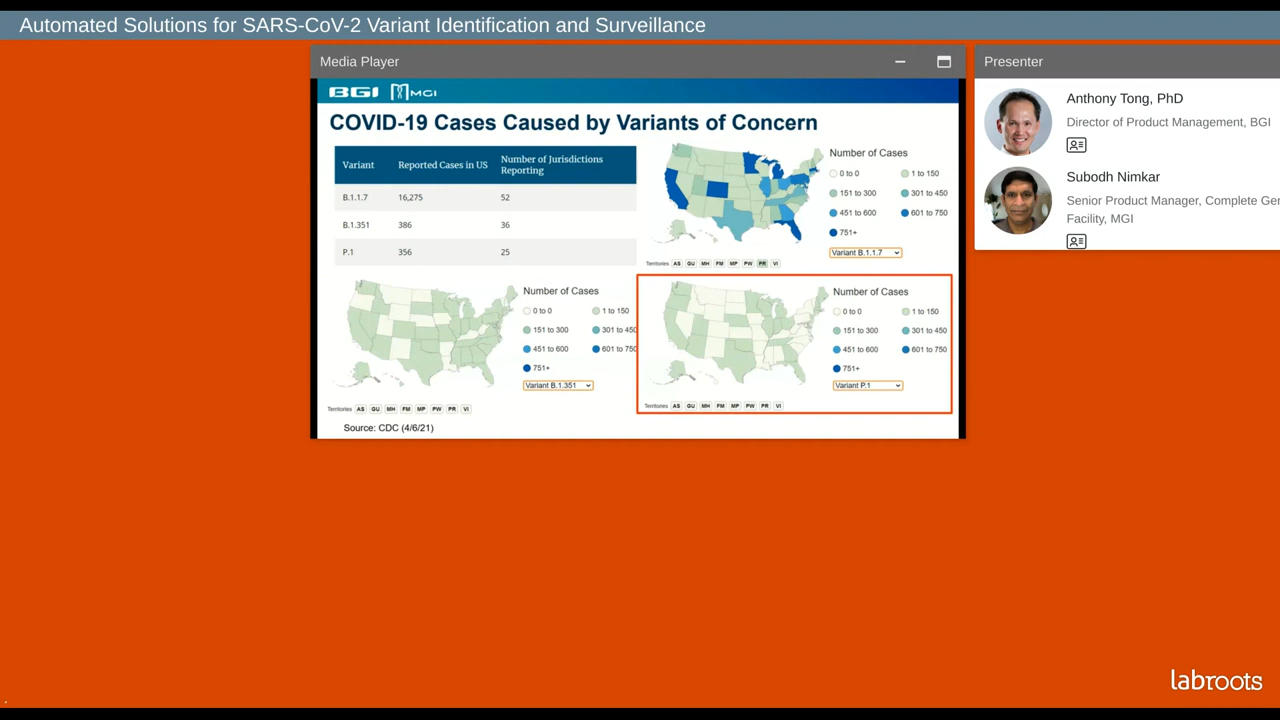 Automated Solutions for SARS-CoV-2 Variant Identification and Surveillance
Media Player
BGI MGI
COVID-19 Cases Caused by Variants of Concern
Variant Reported Cases in US Number of Jurisdictions Reporting
B.1.1.7 16,275 52
B.1.351 386 36
P.1 356 25
Number of Cases
0 to 0 1 to 150
151 to 300 301 to 450
451 to 600 601 to 750
751+
Variant B.1.1.7
Territories AS GU MH FM MP PW PR VI
Number of Cases
0 to 0 1 to 150
151 to 300 301 to 450
451 to 600 601 to 750
751+
Variant B.1.351
Territories AS GU MH FM MP PW PR VI
Number of Cases
0 to 0 1 to 150
151 to 300 301 to 450
451 to 600 601 to 750
751+
Variant P.1
Territories AS GU MH FM MP PW PR VI
Source: CDC (4/6/21)
Presenter
Anthony Tong, PhD
Director of Product Management, BGI
Subodh Nimkar
Senior Product Manager, Complete Gen
Facility, MGI
labroots